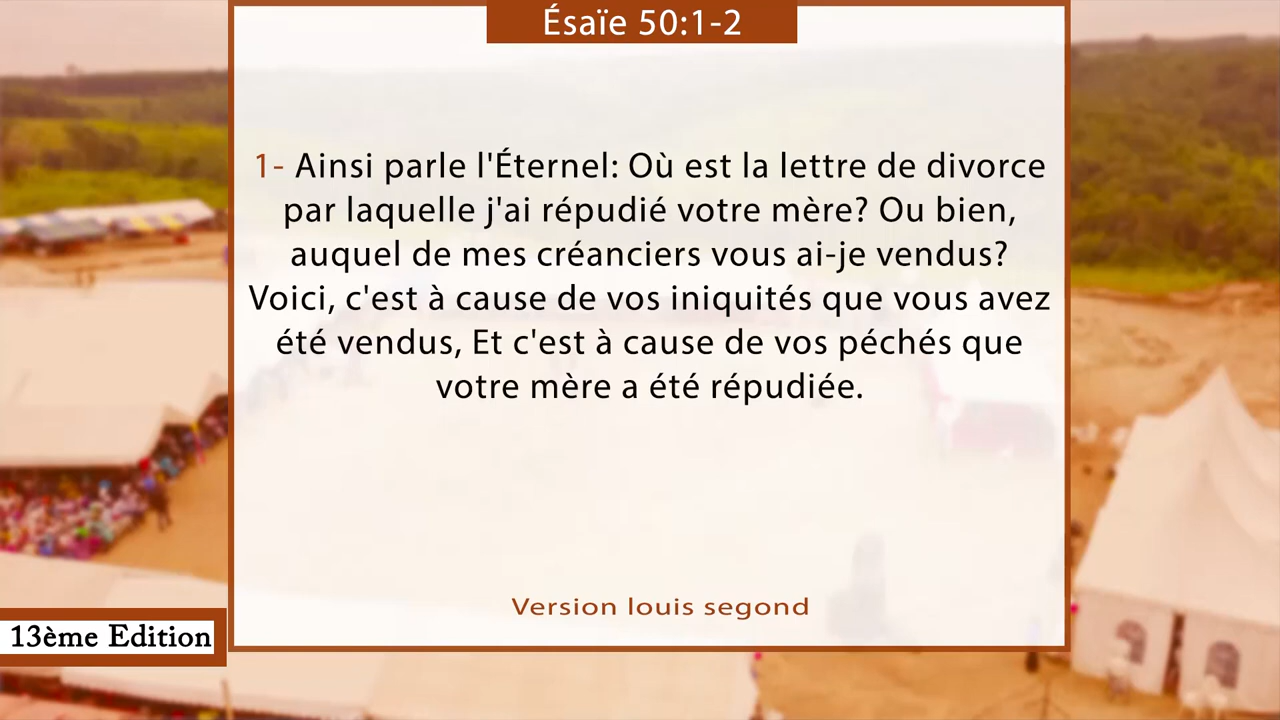 Ésaïe 50:1-2
1- Ainsi parle l'Éternel: Où est la lettre de divorce
par laquelle j'ai répudié votre mère? Ou bien,
auquel de mes créanciers vous ai-je vendus?
Voici, c'est à cause de vos iniquités que vous avez
été vendus, Et c'est à cause de vos péchés que
votre mère a été répudiée.
Version louis segond
13ème Edition